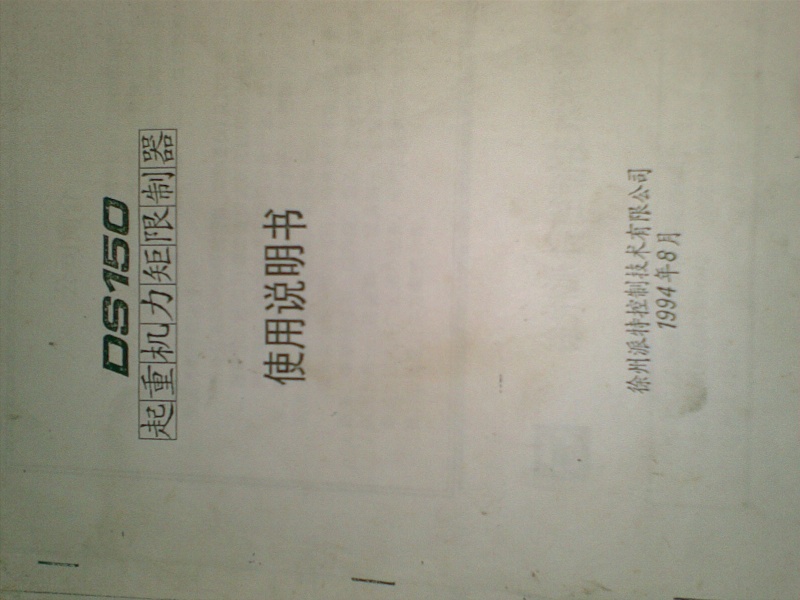 DS150
起重机力矩限制器
使用说明书
徐州派特控制技术有限公司
1994年8月